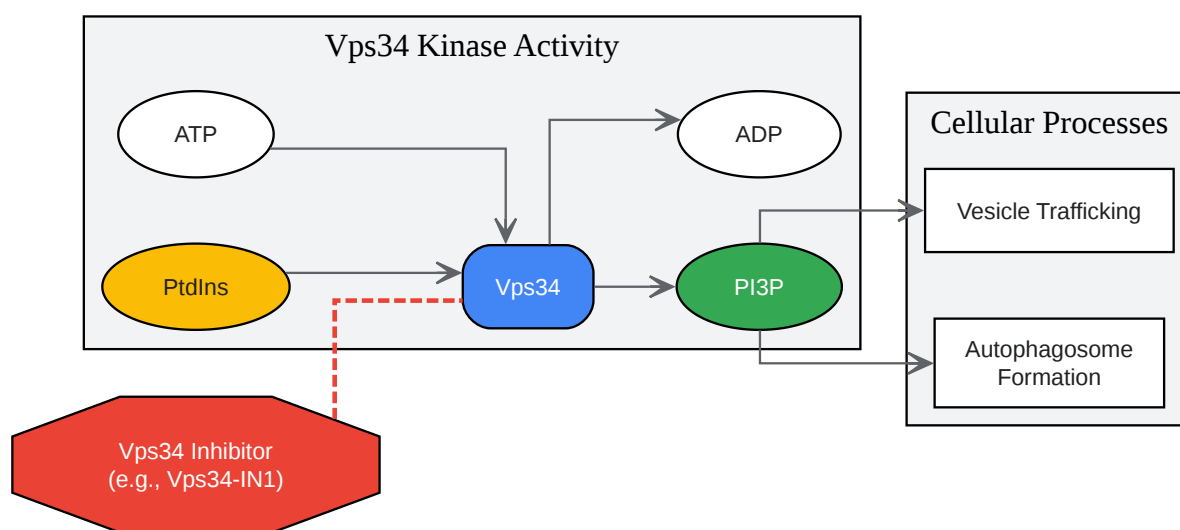 Vps34 Kinase Activity
ATP
ADP
Cellular Processes
Vesicle Trafficking
PtdIns
Vps34
PI3P
Autophagosome
Formation
Vps34 Inhibitor
(e.g., Vps34-IN1)